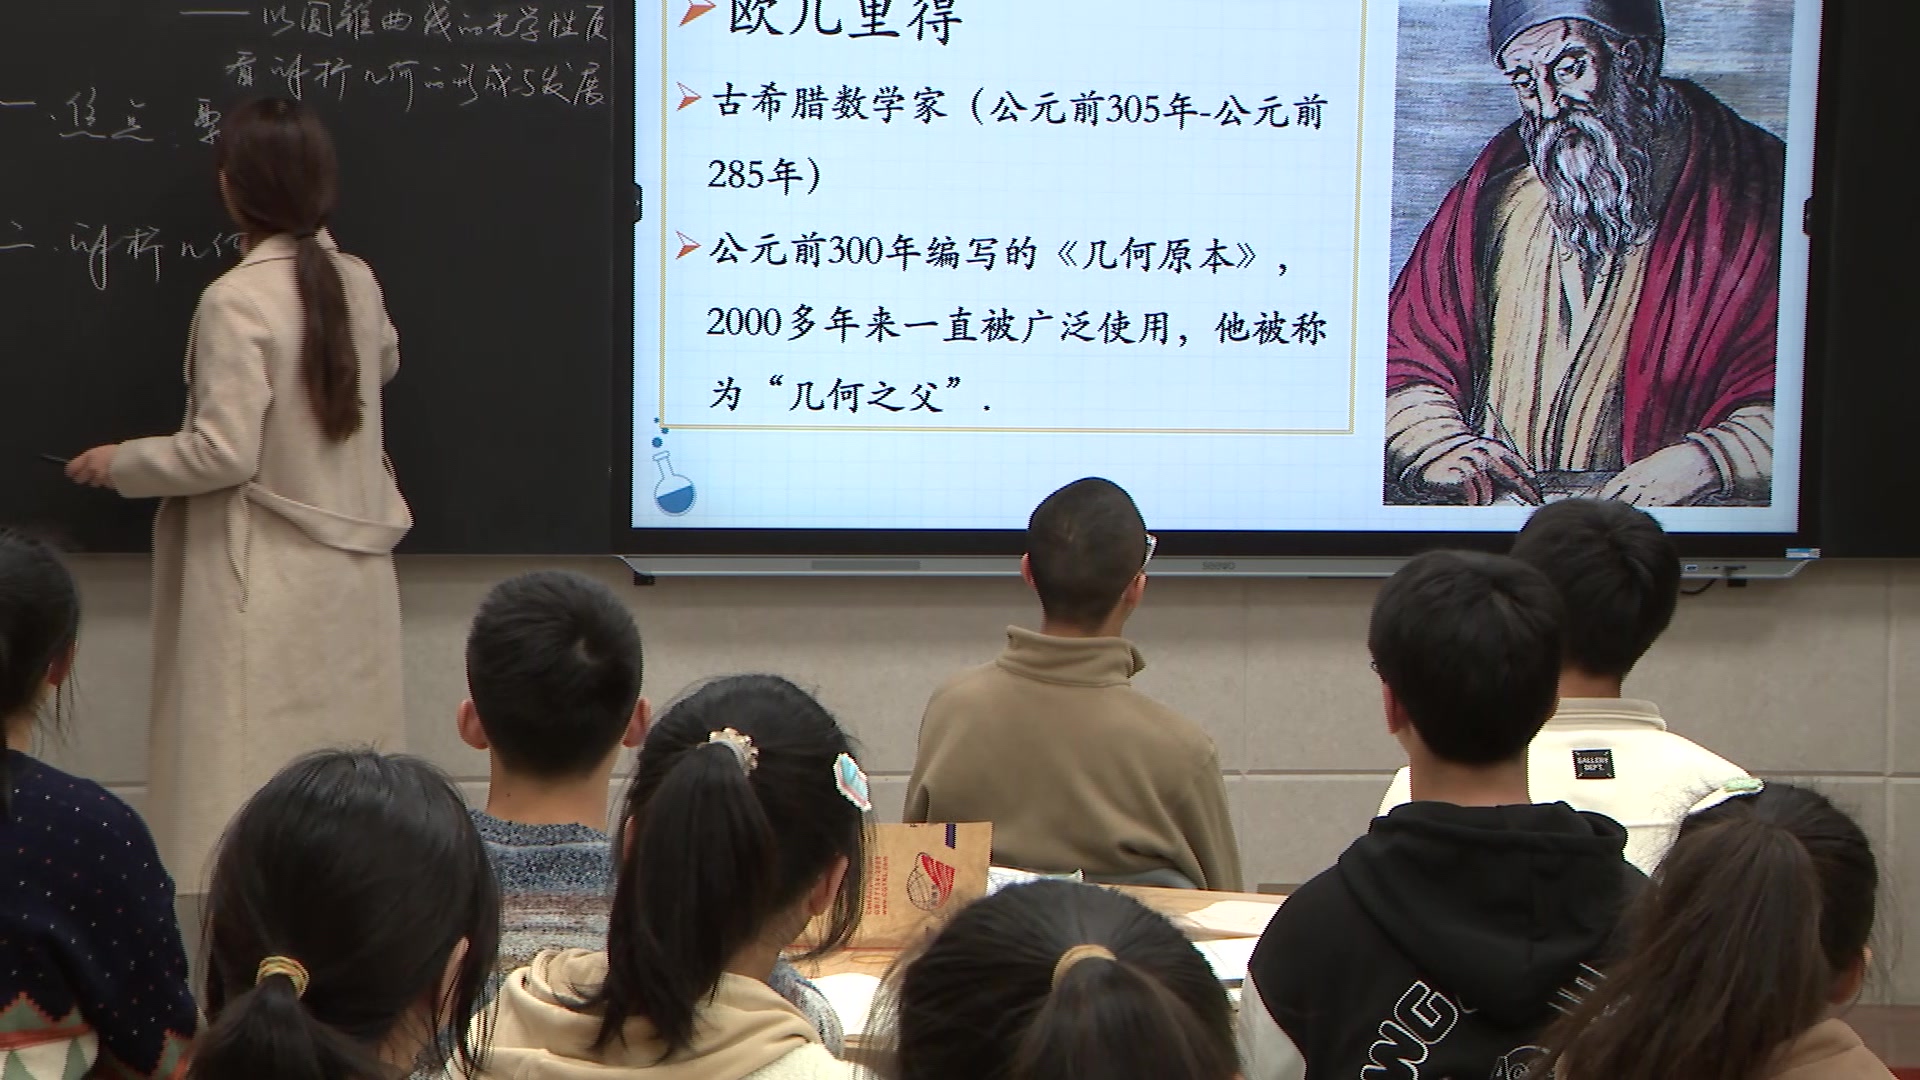 ——以圆锥曲线的光学性质
看解析几何的形成与发展
一.焦点:
二.解析几何
欧几里得
古希腊数学家（公元前305年-公元前
285年）
公元前300年编写的《几何原本》，
2000多年来一直被广泛使用，他被称
为“几何之父”.
seewo
GALLERY
DEPT.